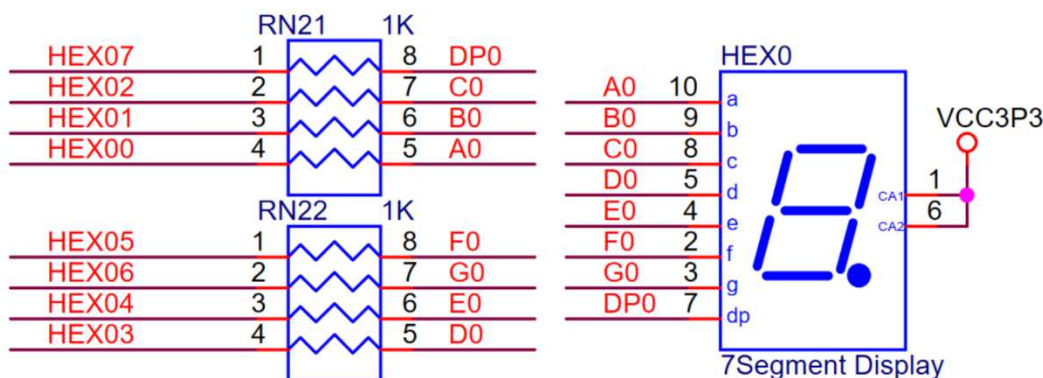 RN21 1K
HEX07 1 8 DP0
HEX02 2 7 C0
HEX01 3 6 B0
HEX00 4 5 A0
RN22 1K
HEX05 1 8 F0
HEX06 2 7 G0
HEX04 3 6 E0
HEX03 4 5 D0
HEX0
A0 10 a
B0 9 b
C0 8 c
D0 5 d
E0 4 e
F0 2 f
G0 3 g
DP0 7 dp
VCC3P3
CA1 1
CA2 6
7Segment Display